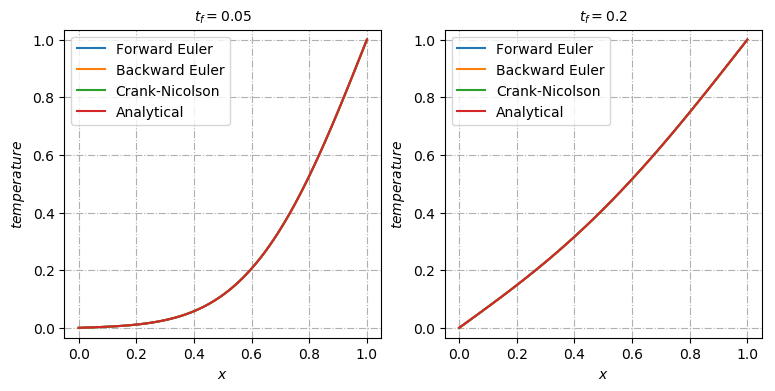 t_f = 0.05
Forward Euler
Backward Euler
Crank-Nicolson
Analytical
temperature
1.0
0.8
0.6
0.4
0.2
0.0
0.0 0.2 0.4 0.6 0.8 1.0
x
t_f = 0.2
Forward Euler
Backward Euler
Crank-Nicolson
Analytical
temperature
1.0
0.8
0.6
0.4
0.2
0.0
0.0 0.2 0.4 0.6 0.8 1.0
x